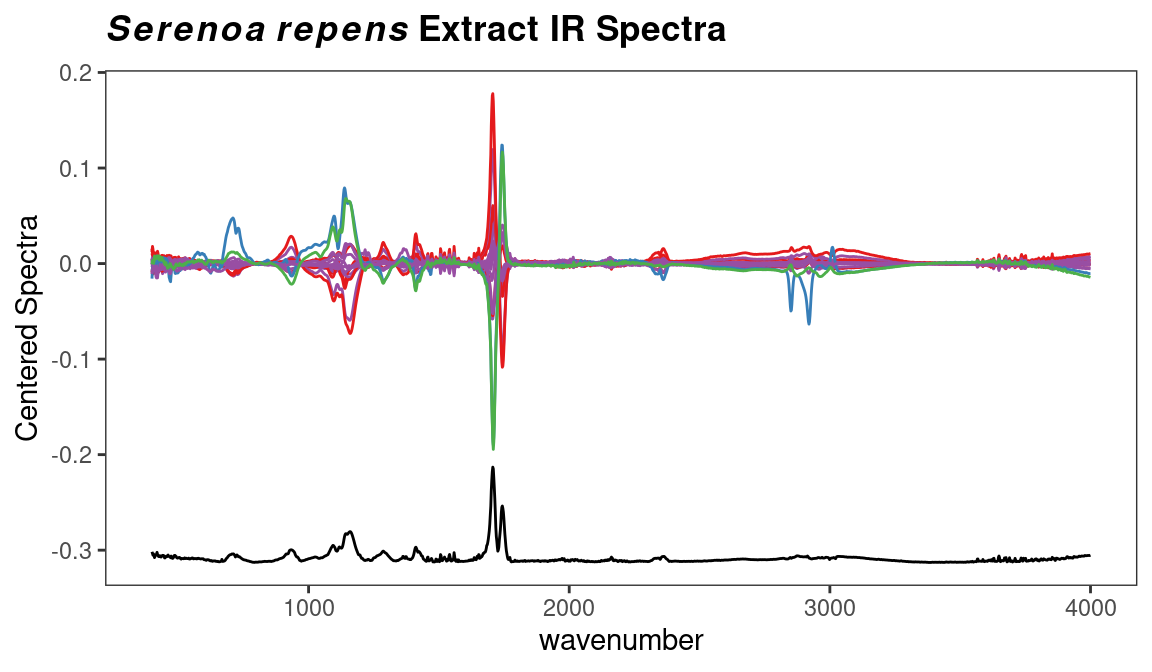 Serenoa repens Extract IR Spectra
0.2
0.1
0.0
-0.1
-0.2
-0.3
Centered Spectra
1000 2000 3000 4000
wavenumber